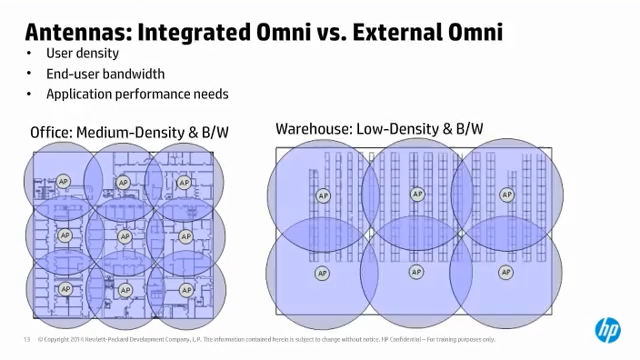 Antennas: Integrated Omni vs. External Omni
• User density
• End-user bandwidth
• Application performance needs
Office: Medium-Density & B/W
Warehouse: Low-Density & B/W
AP AP AP
AP AP AP
AP AP AP
AP AP AP
AP AP AP
13 © Copyright 2014 Hewlett-Packard Development Company, L.P. The information contained herein is subject to change without notice. HP Confidential – For training purposes only.
hp